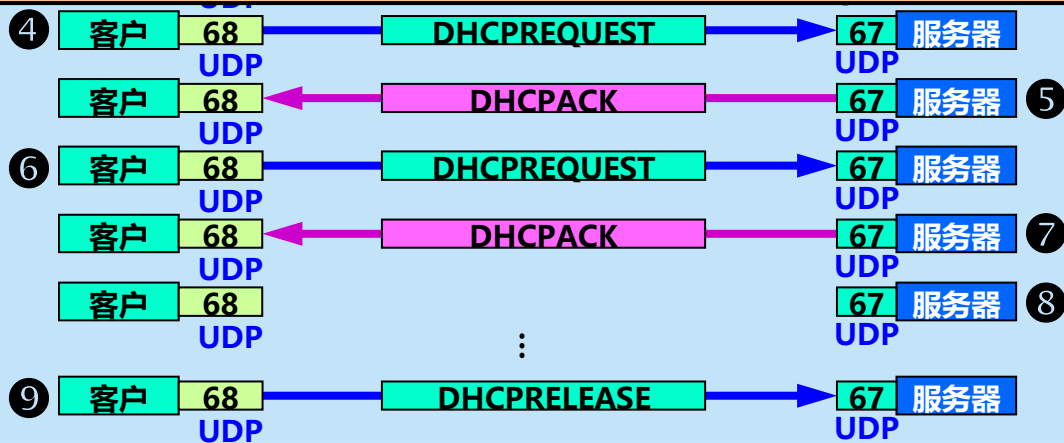 UDP
❹ 客户 68 DHCPREQUEST 67 服务器
UDP UDP
客户 68 DHCPACK 67 服务器 ❺
UDP UDP
❻ 客户 68 DHCPREQUEST 67 服务器
UDP UDP
客户 68 DHCPACK 67 服务器 ❼
UDP UDP
客户 68 67 服务器 ❽
UDP ⋮ UDP
❾ 客户 68 DHCPRELEASE 67 服务器
UDP UDP